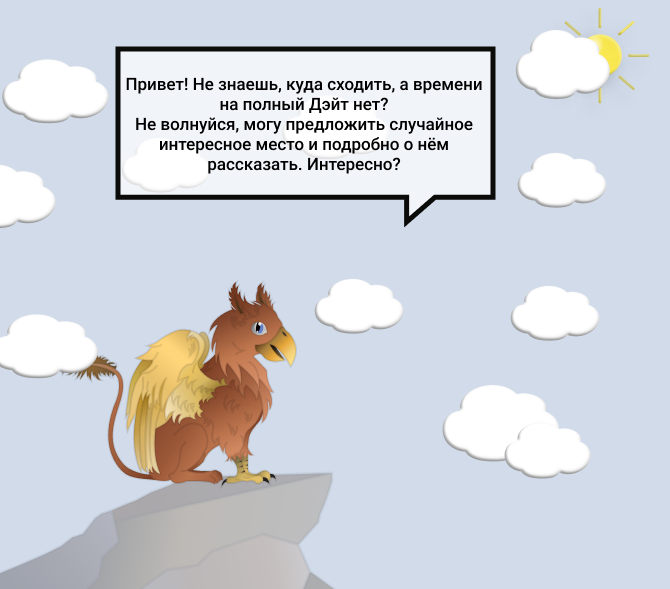 Привет! Не знаешь, куда сходить, а времени
на полный Дэйт нет?
Не волнуйся, могу предложить случайное
интересное место и подробно о нём
рассказать. Интересно?